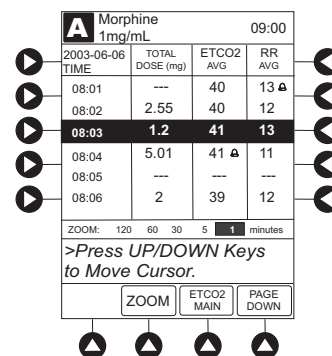 A Morphine 09:00
1mg/mL
2003-06-06 TOTAL ETCO2 RR
TIME DOSE (mg) AVG AVG
08:01 --- 40 13
08:02 2.55 40 12
08:03 1.2 41 13
08:04 5.01 41 11
08:05 --- --- ---
08:06 2 39 12
ZOOM: 120 60 30 5 1 minutes
>Press UP/DOWN Keys
to Move Cursor.
ZOOM ETCO2 MAIN PAGE DOWN